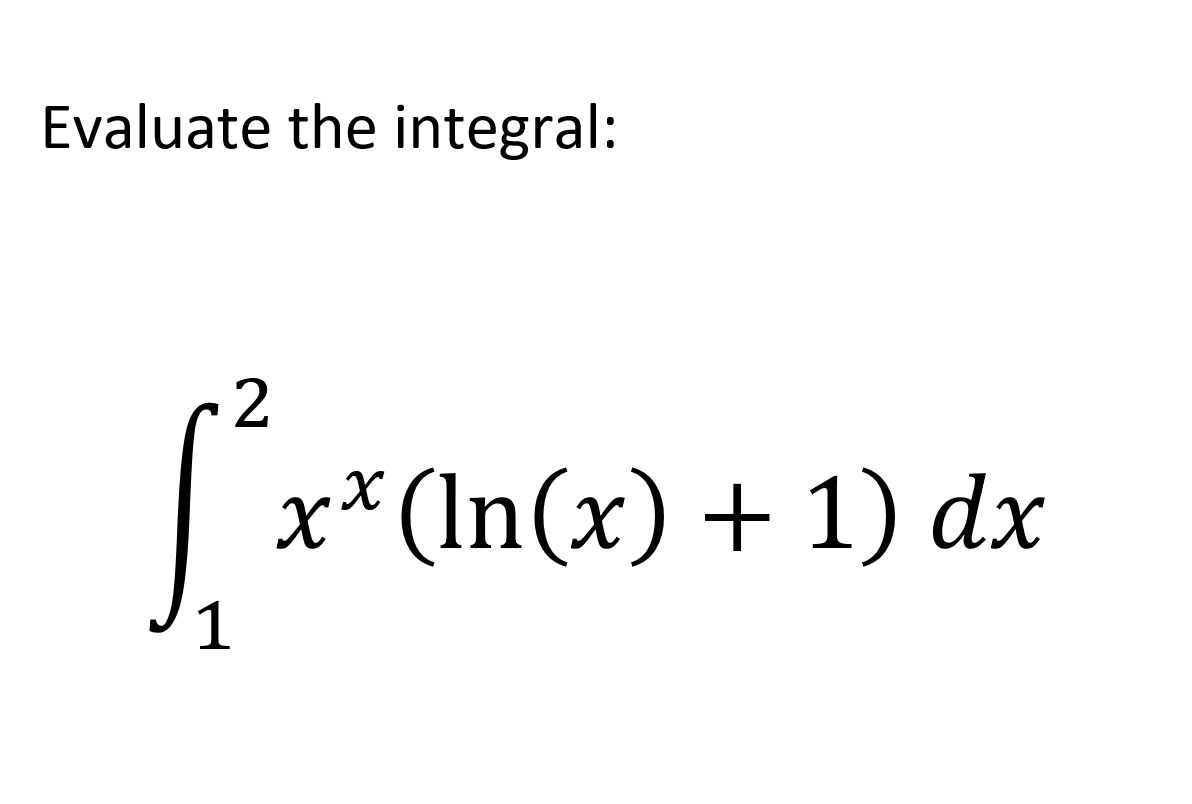 Evaluate the integral:
∫₁² xˣ(ln(x) + 1) dx